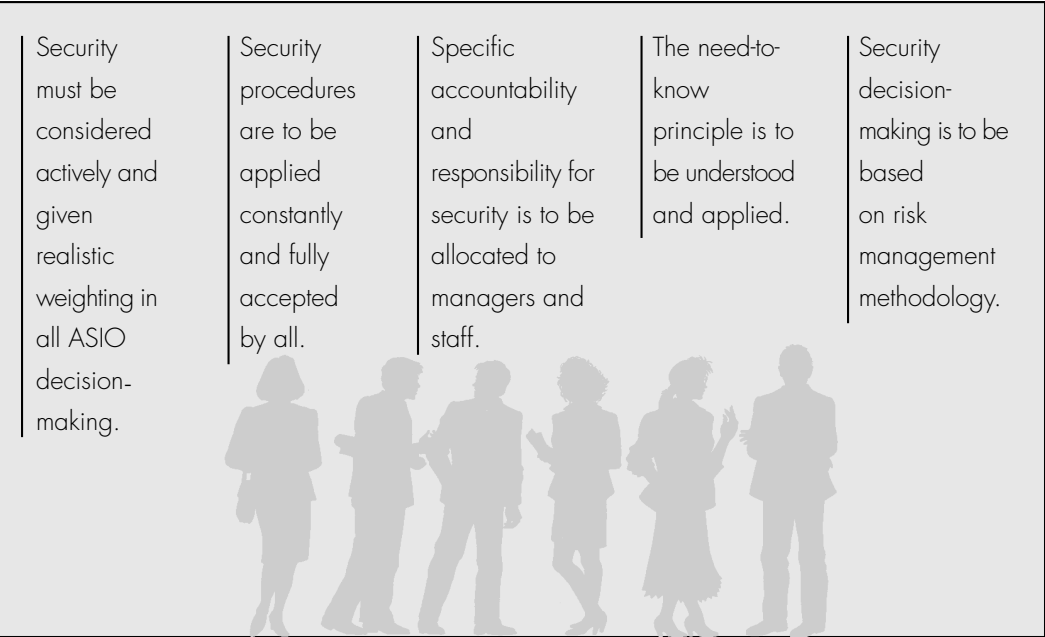 Security
must be
considered
actively and
given
realistic
weighting in
all ASIO
decision-
making.
Security
procedures
are to be
applied
constantly
and fully
accepted
by all.
Specific
accountability
and
responsibility for
security is to be
allocated to
managers and
staff.
The need-to-
know
principle is to
be understood
and applied.
Security
decision-
making is to be
based
on risk
management
methodology.